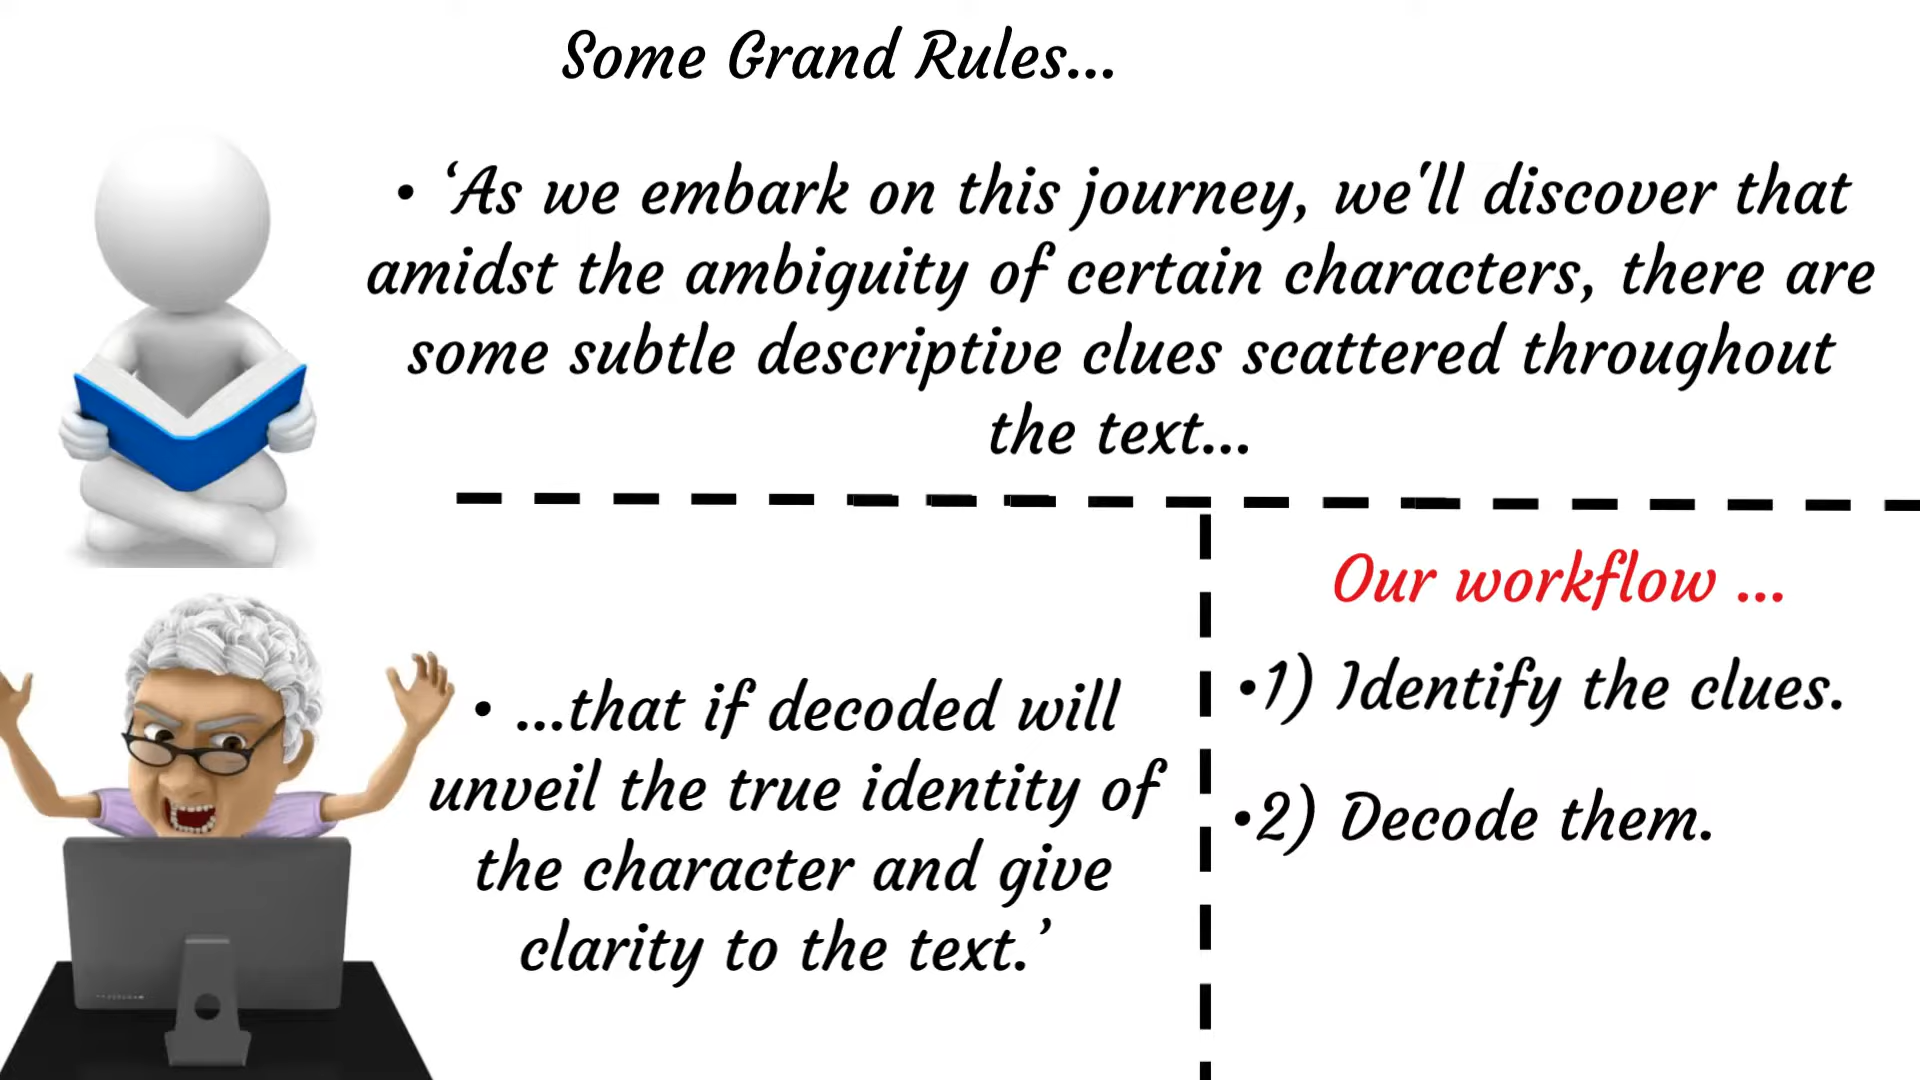 Some Grand Rules...
• ‘As we embark on this journey, we'll discover that
amidst the ambiguity of certain characters, there are
some subtle descriptive clues scattered throughout
the text...
• ...that if decoded will
unveil the true identity of
the character and give
clarity to the text.’
Our workflow ...
•1) Identify the clues.
•2) Decode them.